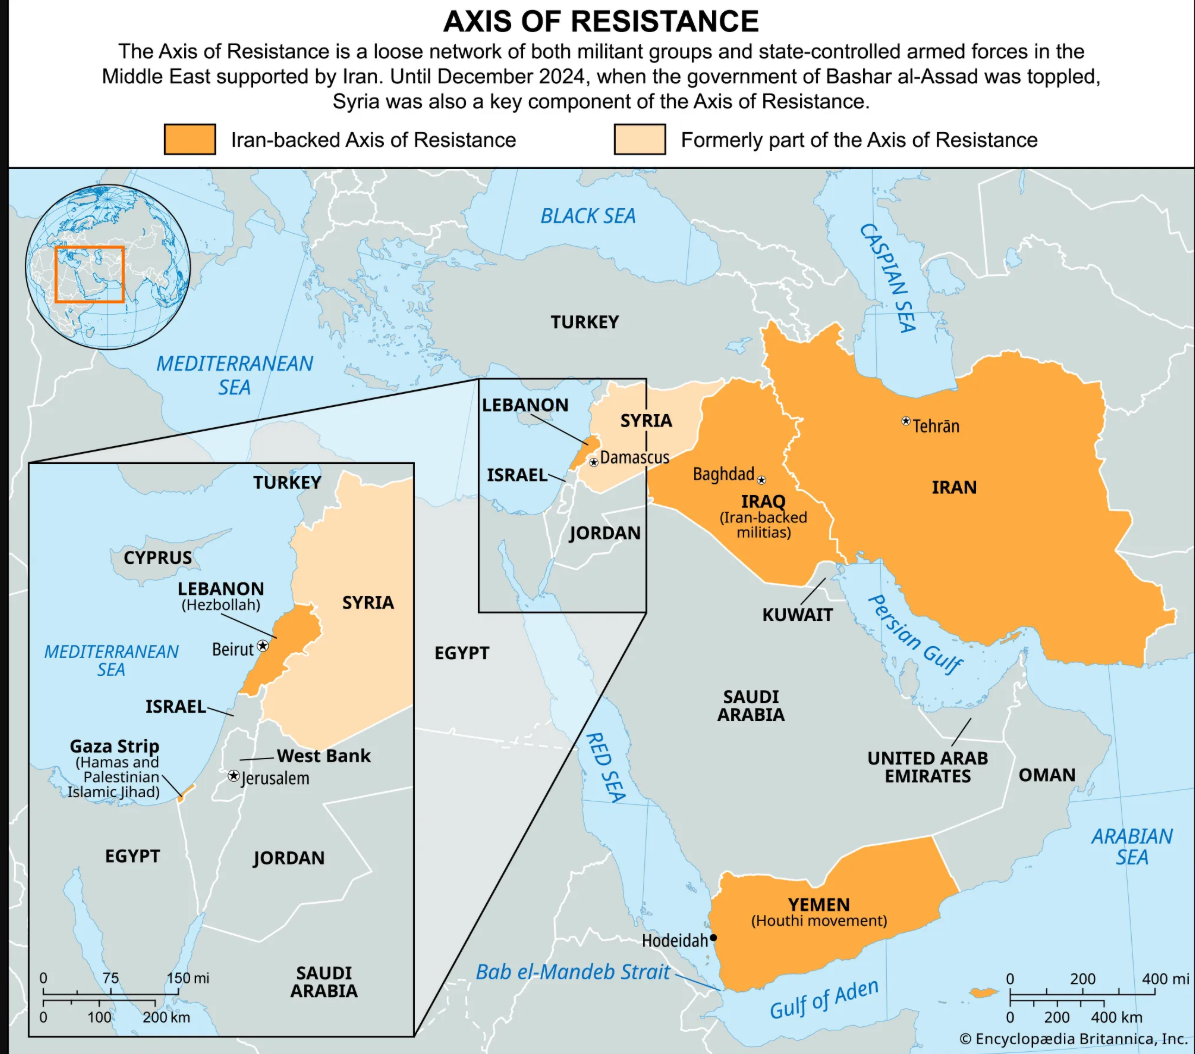 AXIS OF RESISTANCE
The Axis of Resistance is a loose network of both militant groups and state-controlled armed forces in the
Middle East supported by Iran. Until December 2024, when the government of Bashar al-Assad was toppled,
Syria was also a key component of the Axis of Resistance.
Iran-backed Axis of Resistance
Formerly part of the Axis of Resistance
BLACK SEA
CASPIAN SEA
TURKEY
MEDITERRANEAN
SEA
LEBANON
SYRIA
Damascus
ISRAEL
JORDAN
Tehrān
Baghdad
IRAQ
(Iran-backed
militias)
IRAN
KUWAIT
Persian Gulf
EGYPT
SAUDI
ARABIA
RED SEA
UNITED ARAB
EMIRATES
OMAN
ARABIAN
SEA
YEMEN
(Houthi movement)
Hodeidah
Bab el-Mandeb Strait
Gulf of Aden
0 200 400 mi
0 200 400 km
© Encyclopædia Britannica, Inc.
TURKEY
CYPRUS
LEBANON
(Hezbollah)
SYRIA
Beirut
MEDITERRANEAN
SEA
ISRAEL
Gaza Strip
(Hamas and
Palestinian
Islamic Jihad)
West Bank
Jerusalem
EGYPT
JORDAN
SAUDI
ARABIA
0 75 150 mi
0 100 200 km